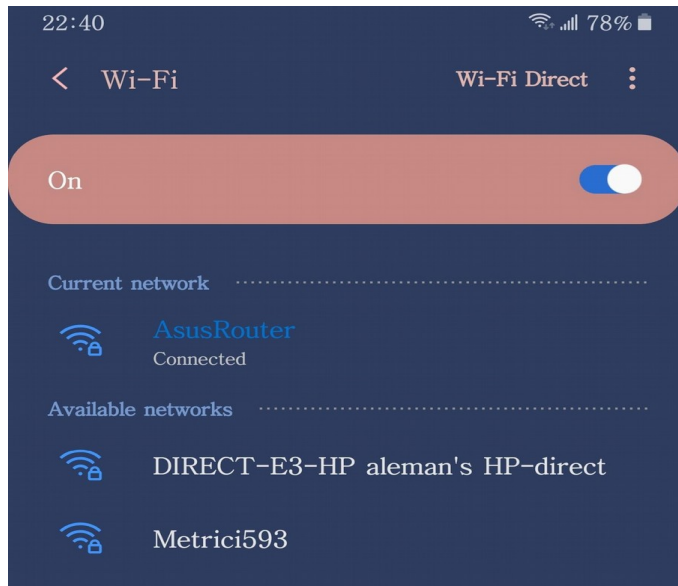 22:40 78%
Wi-Fi Wi-Fi Direct
On
Current network
AsusRouter
Connected
Available networks
DIRECT-E3-HP aleman's HP-direct
Metrici593